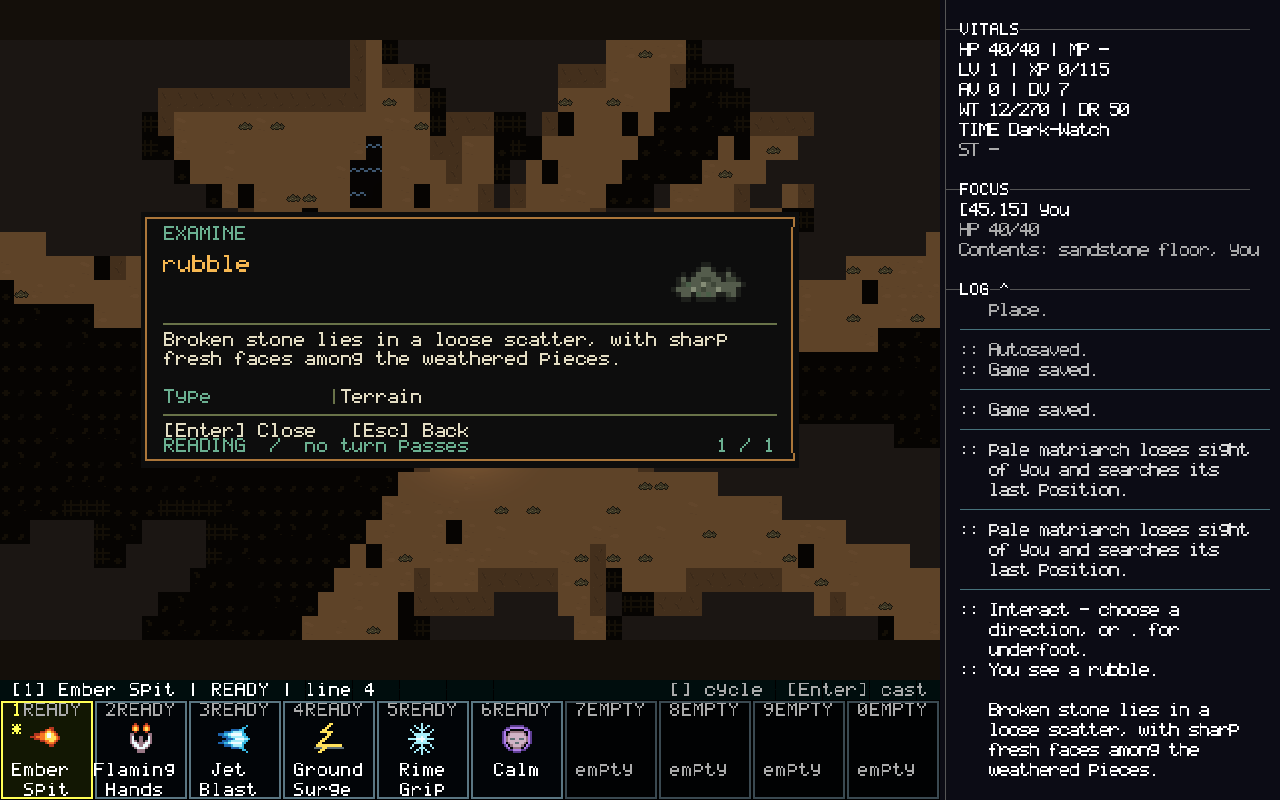 EXAMINE
rubble
Broken stone lies in a loose scatter, with sharp
fresh faces among the weathered pieces.
Type | Terrain
[Enter] Close [Esc] Back
READING / no turn passes 1 / 1
[1] Ember Spit | READY | line 4 [] cycle [Enter] cast
1READY 2READY 3READY 4READY 5READY 6READY 7EMPTY 8EMPTY 9EMPTY 0EMPTY
*
Ember Flaming Jet Ground Rime Calm empty empty empty empty
Spit Hands Blast Surge Grip
VITALS
HP 40/40 | MP -
LV 1 | XP 0/115
AV 0 | DV 7
WT 12/270 | DR 50
TIME Dark-Watch
ST -
FOCUS
[45,15] You
HP 40/40
Contents: sandstone floor, you
LOG ^
place.
:: Autosaved.
:: Game saved.
:: Game saved.
:: Pale matriarch loses sight
of you and searches its
last position.
:: Pale matriarch loses sight
of you and searches its
last position.
:: Interact - choose a
direction, or . for
underfoot.
:: You see a rubble.
Broken stone lies in a
loose scatter, with sharp
fresh faces among the
weathered pieces.